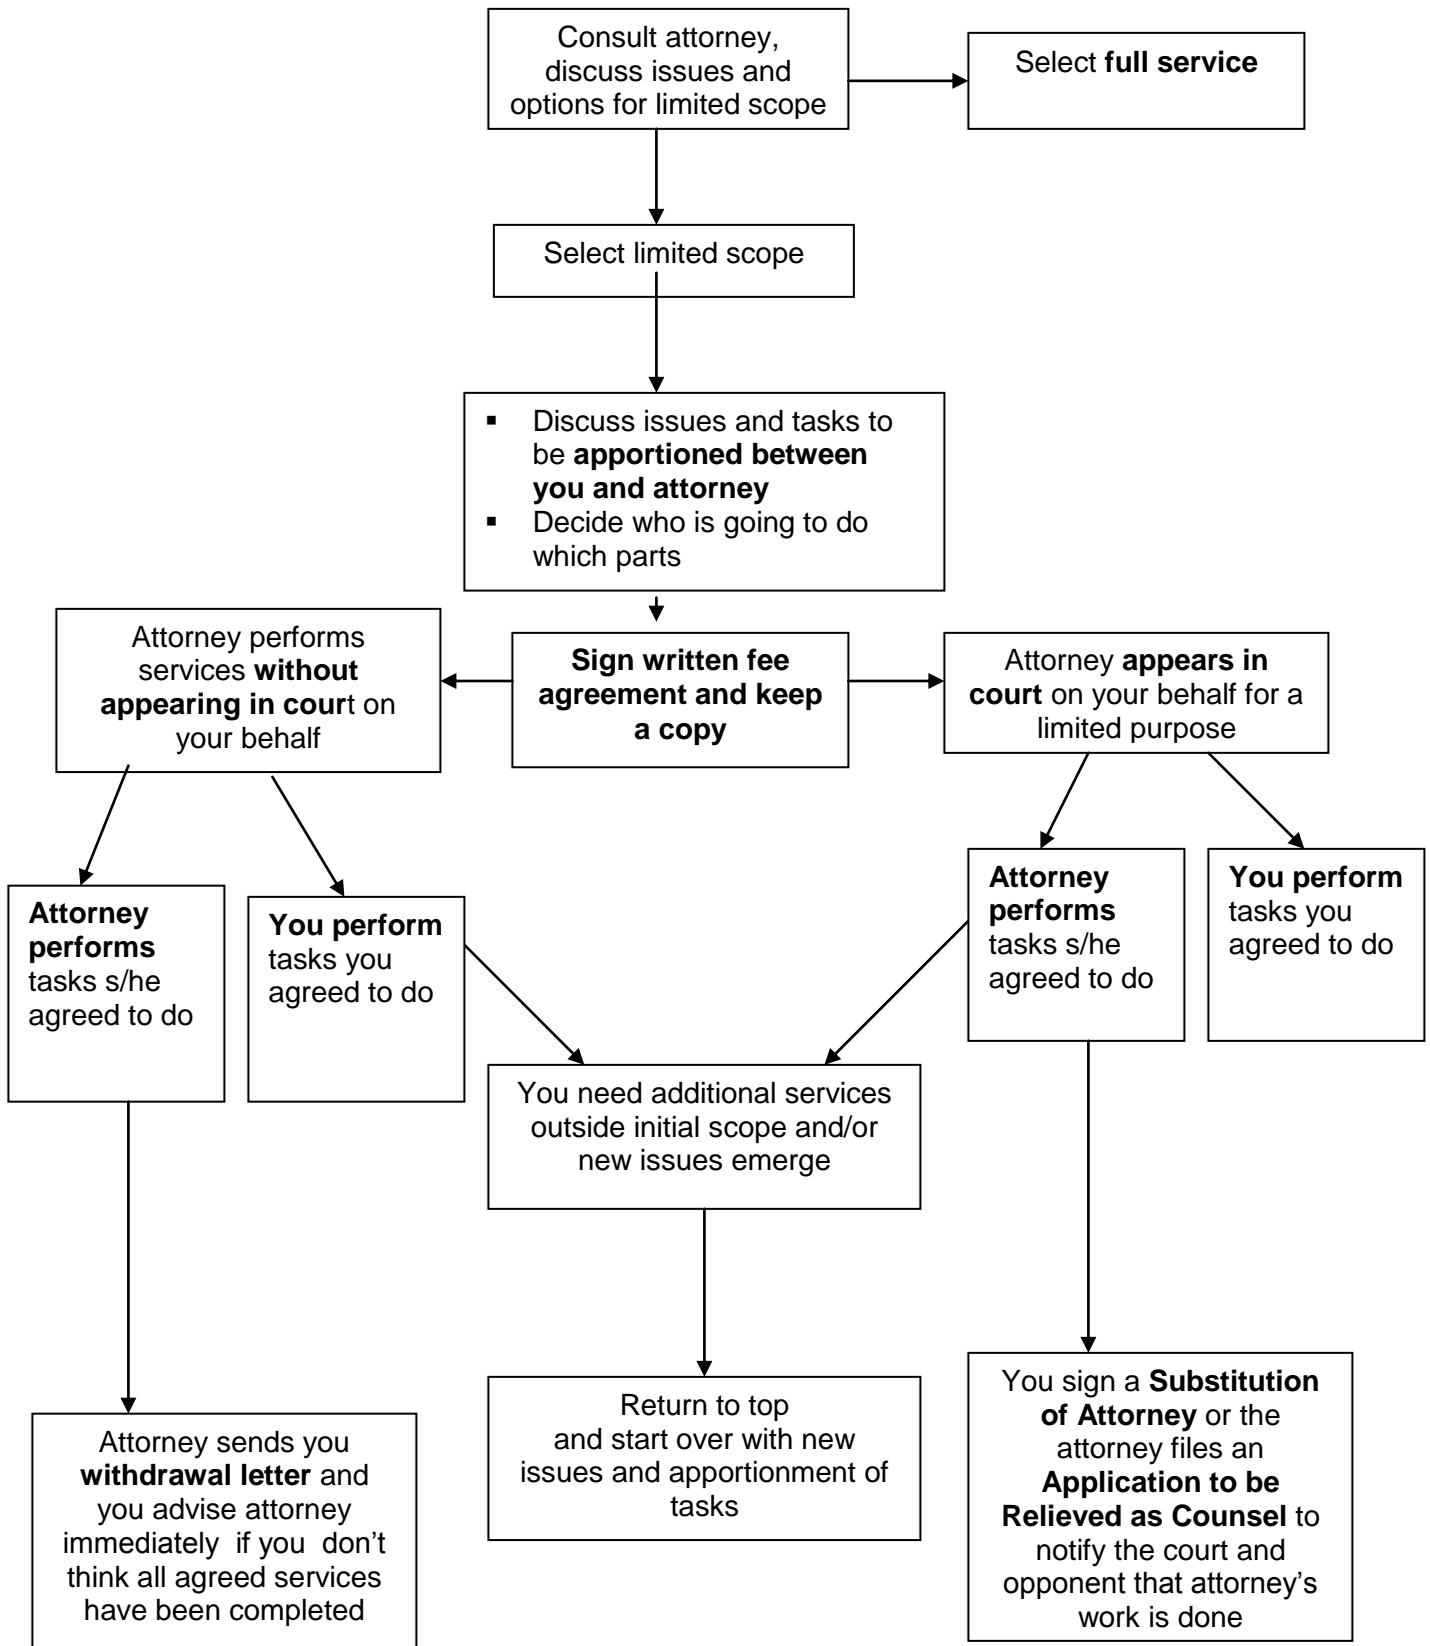 Consult attorney,
discuss issues and
options for limited scope
Select full service
Select limited scope
▪ Discuss issues and tasks to
be apportioned between
you and attorney
▪ Decide who is going to do
which parts
Attorney performs
services without
appearing in court on
your behalf
Sign written fee
agreement and keep
a copy
Attorney appears in
court on your behalf for a
limited purpose
Attorney
performs
tasks s/he
agreed to do
You perform
tasks you
agreed to do
Attorney
performs
tasks s/he
agreed to do
You perform
tasks you
agreed to do
You need additional services
outside initial scope and/or
new issues emerge
Attorney sends you
withdrawal letter and
you advise attorney
immediately if you don’t
think all agreed services
have been completed
Return to top
and start over with new
issues and apportionment of
tasks
You sign a Substitution
of Attorney or the
attorney files an
Application to be
Relieved as Counsel to
notify the court and
opponent that attorney’s
work is done